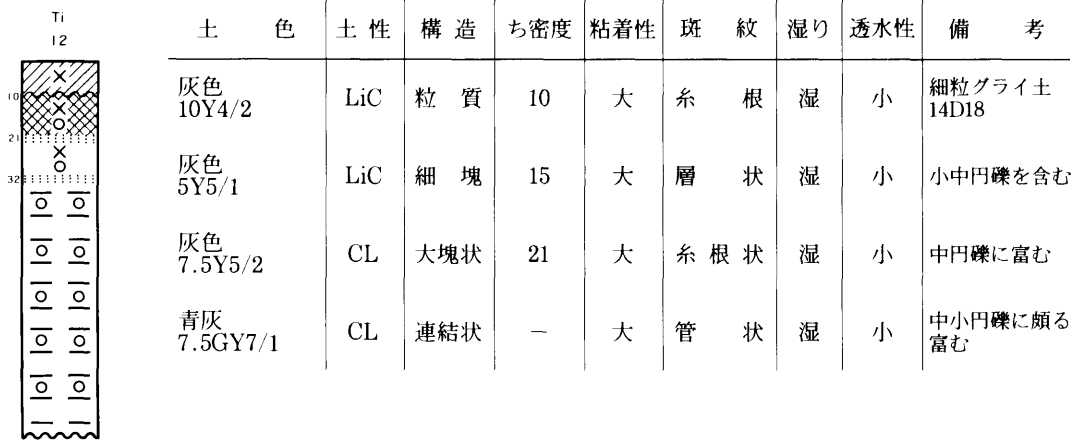 Ti
12
10
21
32
土色 土性 構造 ち密度 粘着性 斑紋 湿り 透水性 備考
灰色 10Y4/2 LiC 粒質 10 大 糸根 湿 小 細粒グライ土 14D18
灰色 5Y5/1 LiC 細塊 15 大 層状 湿 小 小中円礫を含む
灰色 7.5Y5/2 CL 大塊状 21 大 糸根状 湿 小 中円礫に富む
青灰 7.5GY7/1 CL 連結状 – 大 管状 湿 小 中小円礫に頗る富む